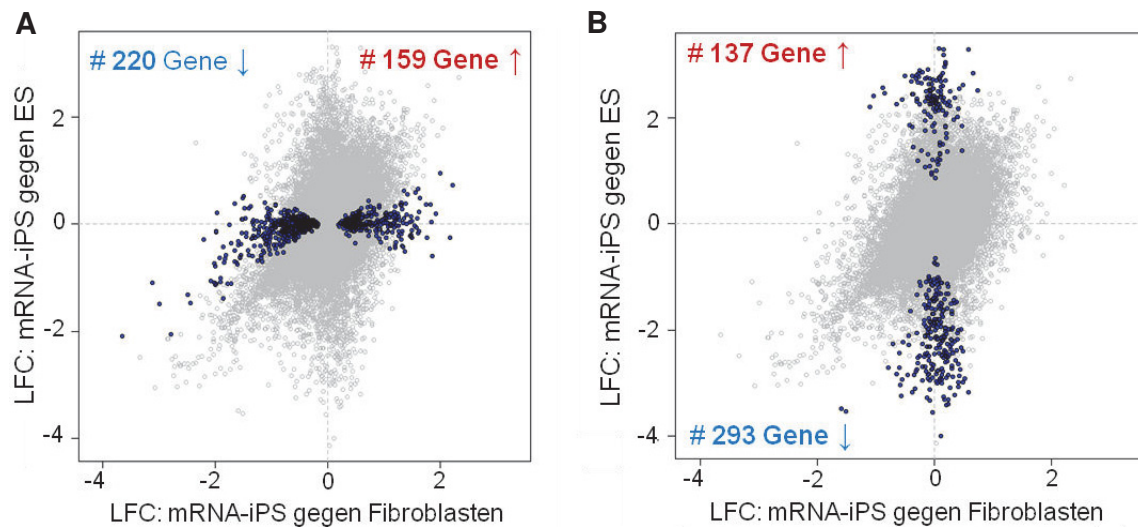 A
# 220 Gene ↓
# 159 Gene ↑
LFC: mRNA-iPS gegen ES
2
0
-2
-4
-4
-2
0
2
LFC: mRNA-iPS gegen Fibroblasten
B
# 137 Gene ↑
LFC: mRNA-iPS gegen ES
2
0
-2
-4
# 293 Gene ↓
-4
-2
0
2
LFC: mRNA-iPS gegen Fibroblasten